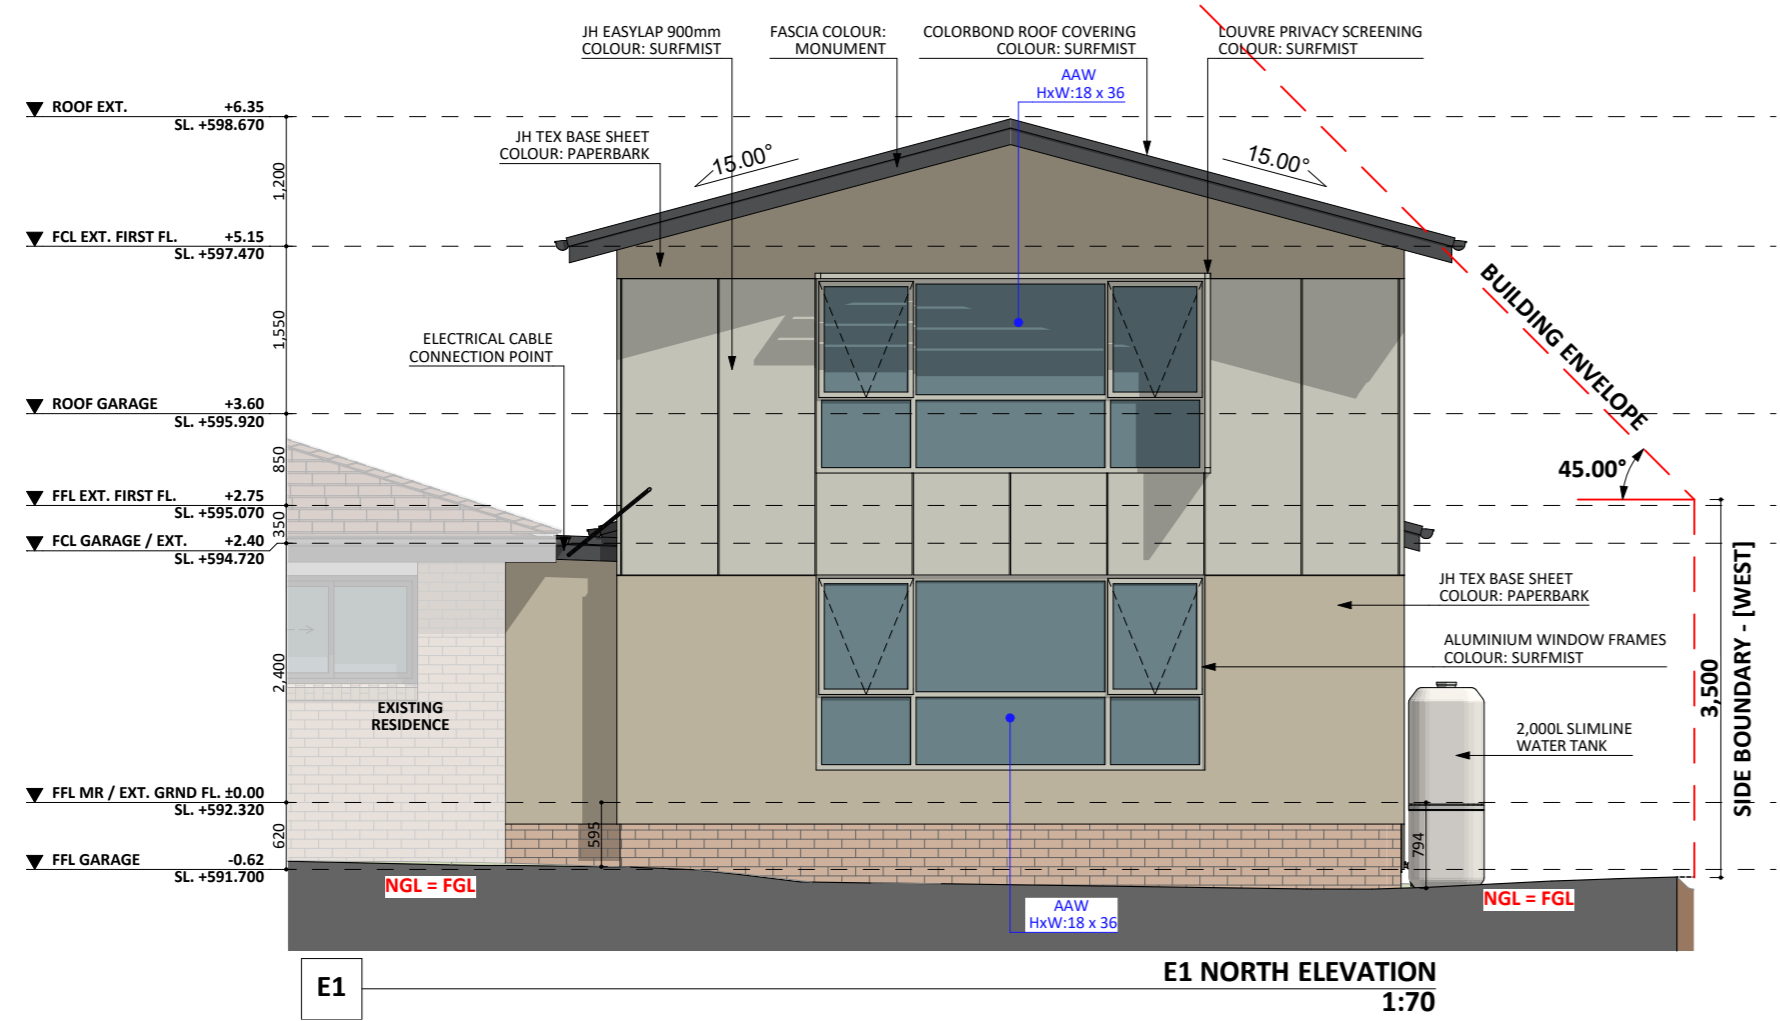 JH EASYLAP 900mm
COLOUR: SURFMIST
FASCIA COLOUR:
MONUMENT
COLORBOND ROOF COVERING
COLOUR: SURFMIST
LOUVRE PRIVACY SCREENING
COLOUR: SURFMIST
AAW
HxW:18 x 36
ROOF EXT. +6.35
SL. +598.670
JH TEX BASE SHEET
COLOUR: PAPERBARK
15.00°
15.00°
1,200
FCL EXT. FIRST FL. +5.15
SL. +597.470
BUILDING ENVELOPE
1,550
ELECTRICAL CABLE
CONNECTION POINT
ROOF GARAGE +3.60
SL. +595.920
850
45.00°
FFL EXT. FIRST FL. +2.75
SL. +595.070
350
FCL GARAGE / EXT. +2.40
SL. +594.720
JH TEX BASE SHEET
COLOUR: PAPERBARK
ALUMINIUM WINDOW FRAMES
COLOUR: SURFMIST
2,400
3,500
SIDE BOUNDARY - [WEST]
EXISTING
RESIDENCE
2,000L SLIMLINE
WATER TANK
FFL MR / EXT. GRND FL. ±0.00
SL. +592.320
620
595
794
FFL GARAGE -0.62
SL. +591.700
NGL = FGL
NGL = FGL
AAW
HxW:18 x 36
E1
E1 NORTH ELEVATION
1:70